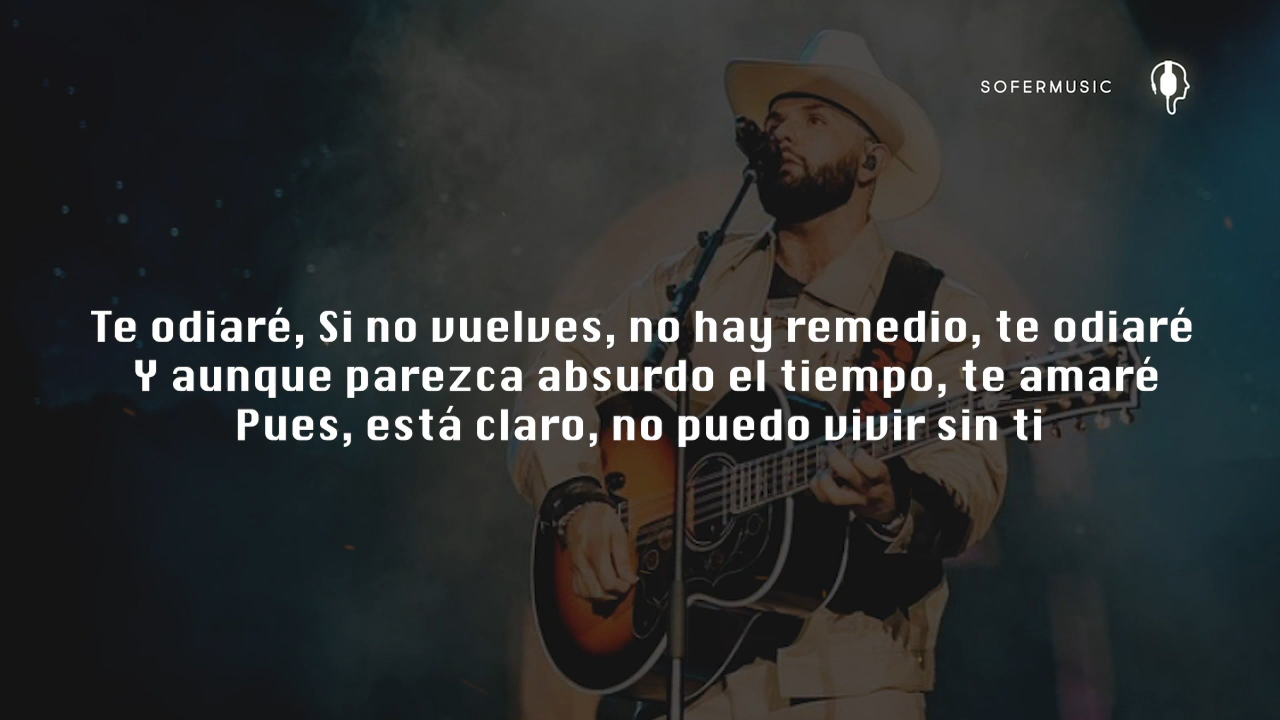 SOFERMUSIC
Te odiaré, Si no vuelves, no hay remedio, te odiaré
Y aunque parezca absurdo el tiempo, te amaré
Pues, está claro, no puedo vivir sin ti